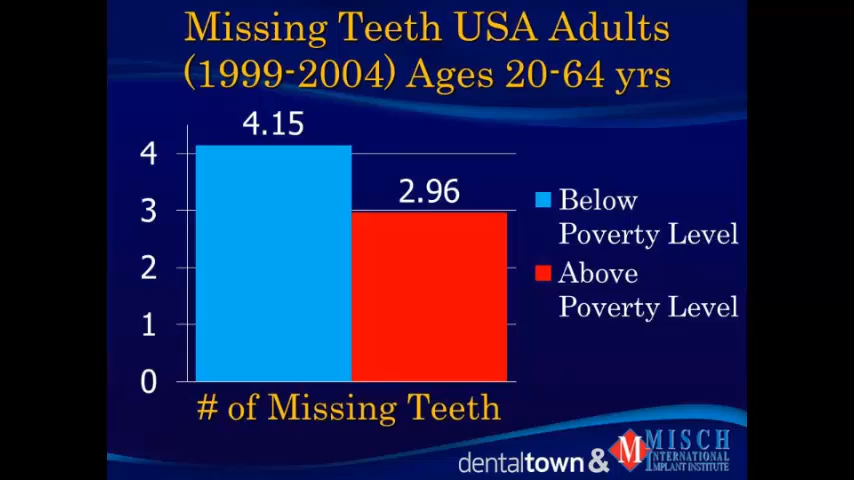 Missing Teeth USA Adults
(1999-2004) Ages 20-64 yrs
4.15
2.96
4
3
2
1
0
# of Missing Teeth
Below
Poverty Level
Above
Poverty Level
dentaltown &
M
MISCH
INTERNATIONAL
IMPLANT INSTITUTE